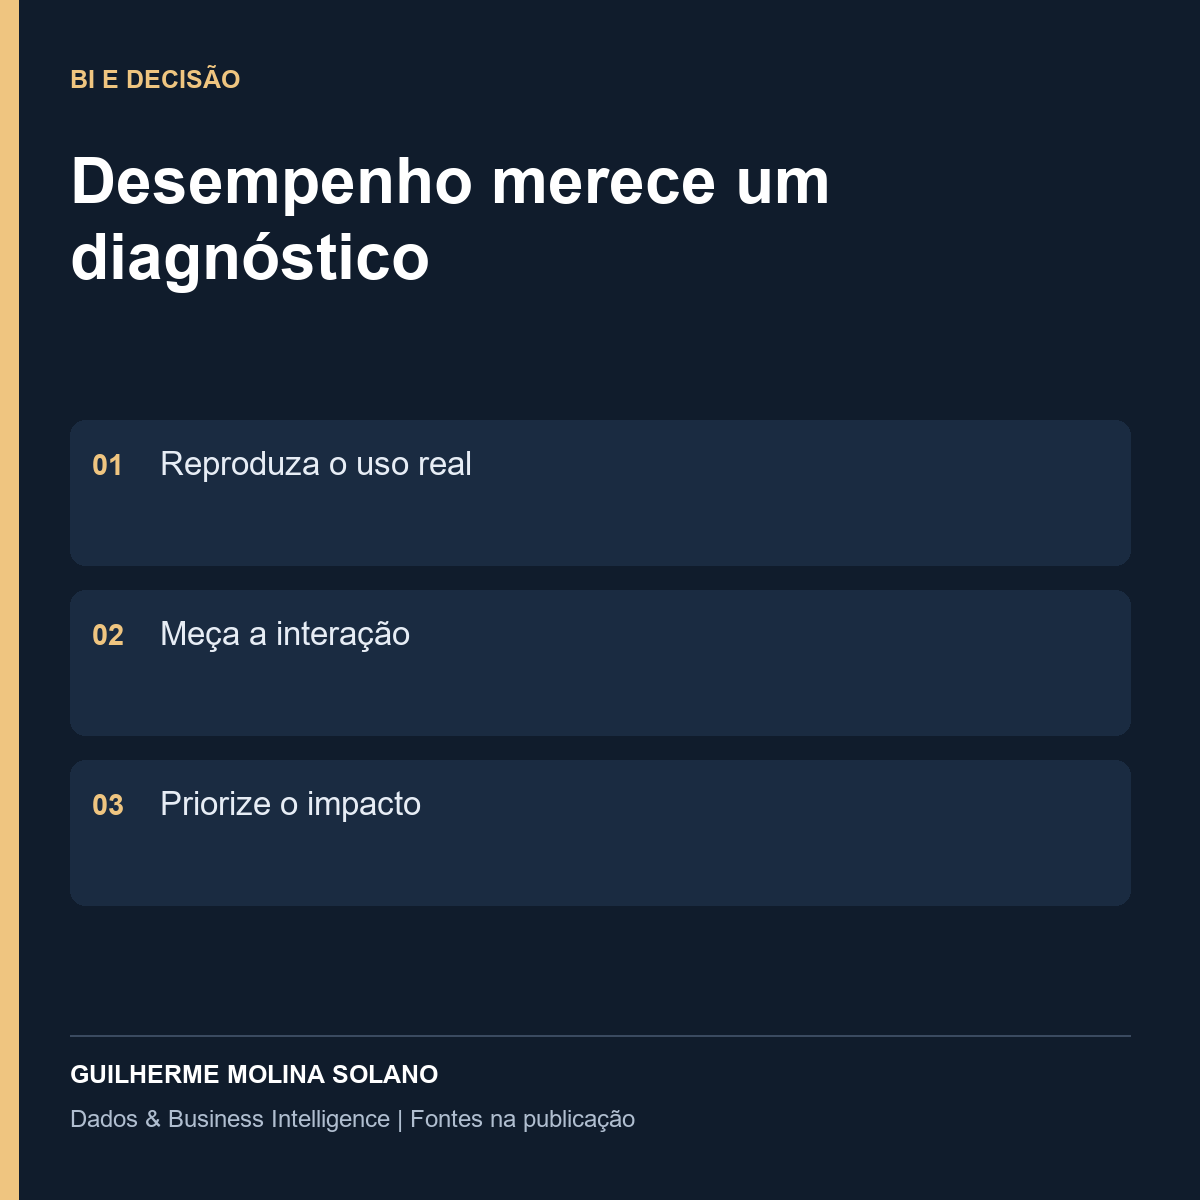 BI E DECISÃO
Desempenho merece um
diagnóstico
01 Reproduza o uso real
02 Meça a interação
03 Priorize o impacto
GUILHERME MOLINA SOLANO
Dados & Business Intelligence | Fontes na publicação